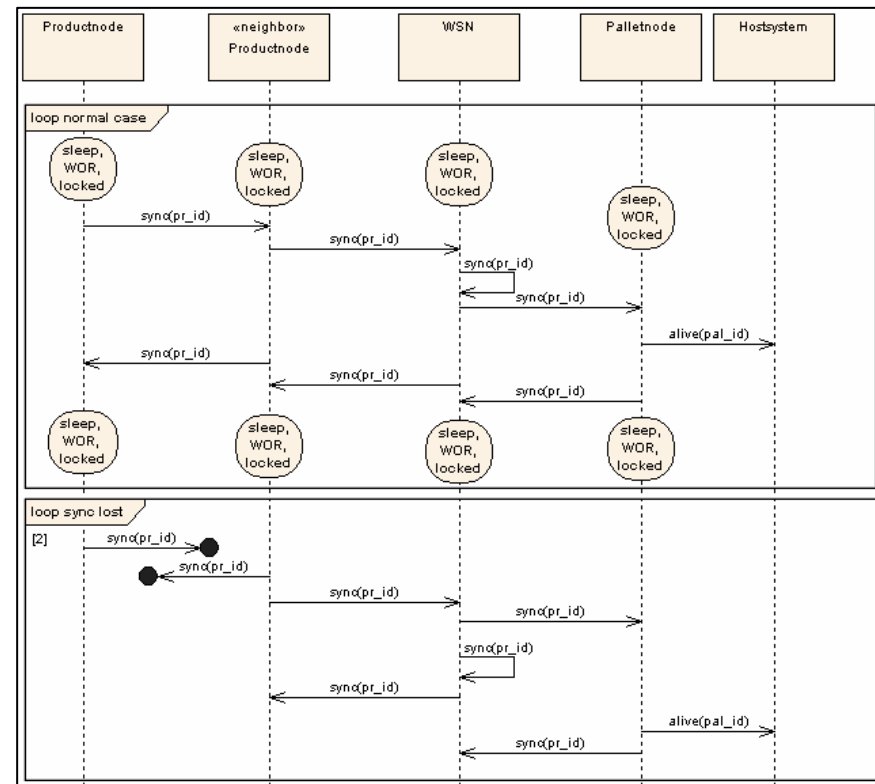 Productnode
«neighbor»
Productnode
WSN
Palletnode
Hostsystem
loop normal case
sleep,
WOR,
locked
sleep,
WOR,
locked
sleep,
WOR,
locked
sleep,
WOR,
locked
sync(pr_id)
sync(pr_id)
sync(pr_id)
sync(pr_id)
alive(pal_id)
sync(pr_id)
sync(pr_id)
sync(pr_id)
sleep,
WOR,
locked
sleep,
WOR,
locked
sleep,
WOR,
locked
sleep,
WOR,
locked
loop sync lost
[2]
sync(pr_id)
sync(pr_id)
sync(pr_id)
sync(pr_id)
sync(pr_id)
sync(pr_id)
alive(pal_id)
sync(pr_id)